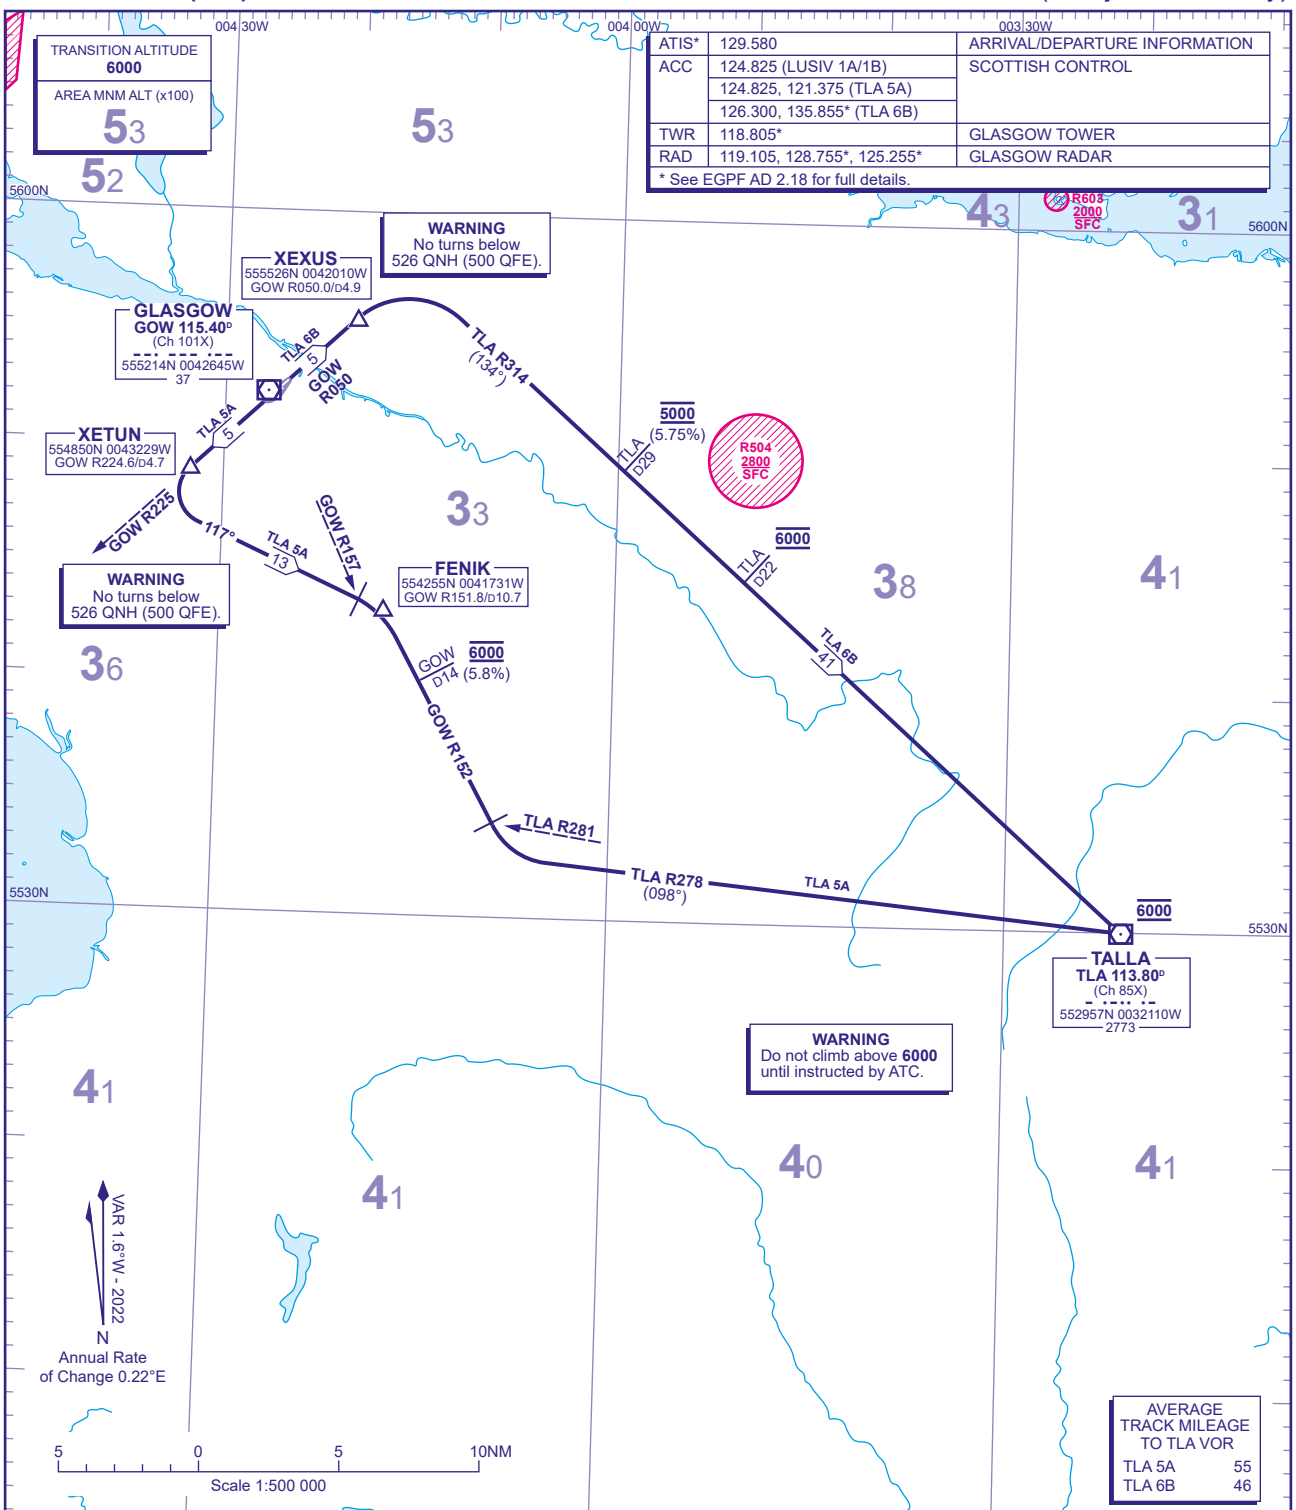 004 30W
004 00W
003 30W
TRANSITION ALTITUDE
6000
AREA MNM ALT (x100)
53
53
52
ATIS* 129.580 ARRIVAL/DEPARTURE INFORMATION
ACC 124.825 (LUSIV 1A/1B) SCOTTISH CONTROL
124.825, 121.375 (TLA 5A)
126.300, 135.855* (TLA 6B)
TWR 118.805* GLASGOW TOWER
RAD 119.105, 128.755*, 125.255* GLASGOW RADAR
* See EGPF AD 2.18 for full details.
5600N
43
R603
2000
SFC
31
5600N
WARNING
No turns below
526 QNH (500 QFE).
XEXUS
555526N 0042010W
GOW R050.0/D4.9
GLASGOW
GOW 115.40D
(Ch 101X)
555214N 0042645W
37
TLA 6B
5
GOW
R050
TLA R314
(134°)
TLA 5A
5
XETUN
554850N 0043229W
GOW R224.6/D4.7
5000
(5.75%)
TLA
D29
R504
2800
SFC
GOW R225
117°
TLA 5A
13
GOW R157
33
6000
TLA
D22
WARNING
No turns below
526 QNH (500 QFE).
FENIK
554255N 0041731W
GOW R151.8/D10.7
38
41
36
GOW
D14
6000
(5.8%)
TLA 6B
41
GOW R152
TLA R281
TLA R278
(098°)
TLA 5A
5530N
6000
5530N
TALLA
TLA 113.80D
(Ch 85X)
552957N 0032110W
2773
WARNING
Do not climb above 6000
until instructed by ATC.
41
41
40
41
VAR 1.6°W - 2022
N
Annual Rate
of Change 0.22°E
5 0 5 10NM
Scale 1:500 000
AVERAGE
TRACK MILEAGE
TO TLA VOR
TLA 5A 55
TLA 6B 46